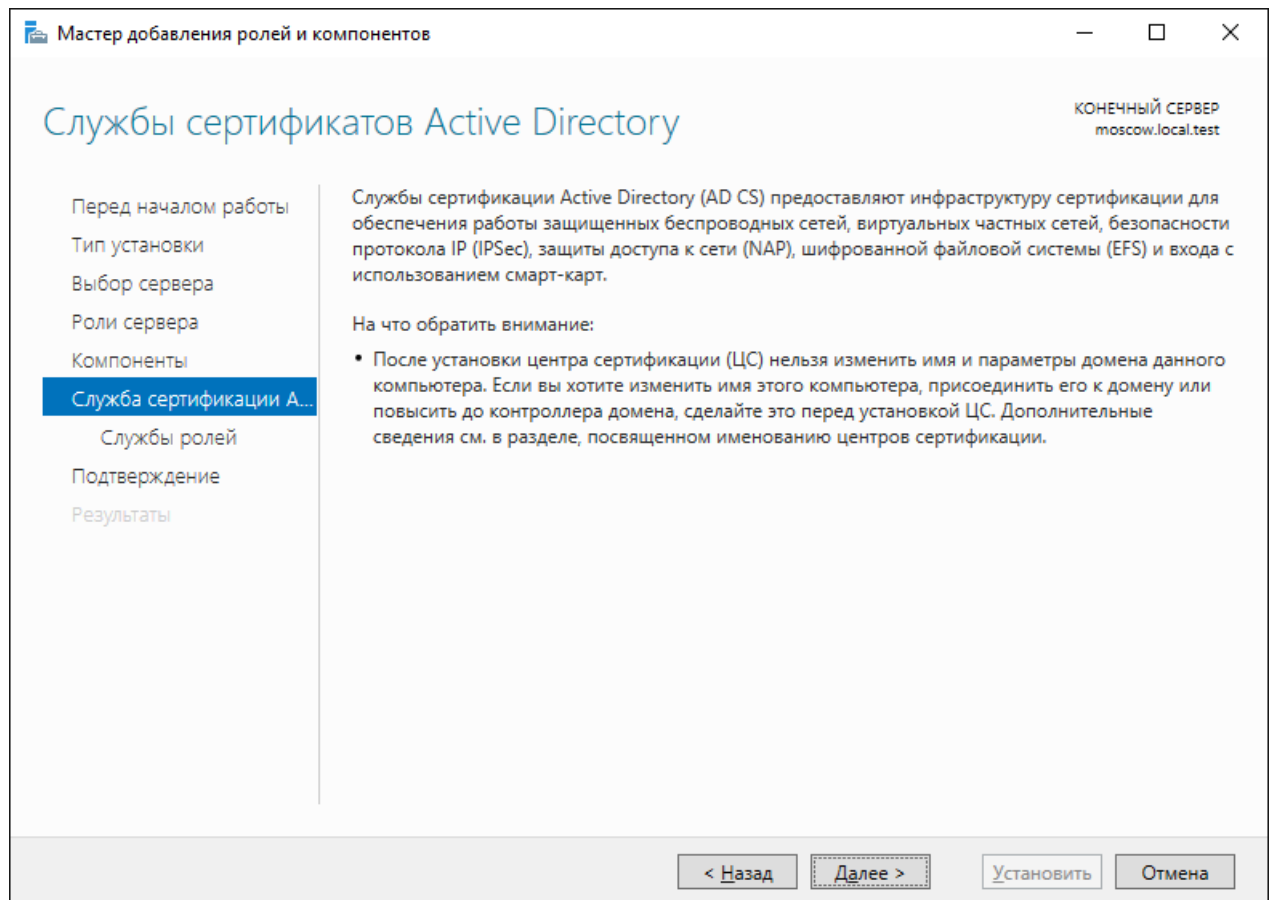 Мастер добавления ролей и компонентов
Службы сертификатов Active Directory
КОНЕЧНЫЙ СЕРВЕР
moscow.local.test
Перед началом работы
Тип установки
Выбор сервера
Роли сервера
Компоненты
Служба сертификации A...
Службы ролей
Подтверждение
Результаты
Службы сертификации Active Directory (AD CS) предоставляют инфраструктуру сертификации для
обеспечения работы защищенных беспроводных сетей, виртуальных частных сетей, безопасности
протокола IP (IPSec), защиты доступа к сети (NAP), шифрованной файловой системы (EFS) и входа с
использованием смарт-карт.
На что обратить внимание:
• После установки центра сертификации (ЦС) нельзя изменить имя и параметры домена данного
компьютера. Если вы хотите изменить имя этого компьютера, присоединить его к домену или
повысить до контроллера домена, сделайте это перед установкой ЦС. Дополнительные
сведения см. в разделе, посвященном именованию центров сертификации.
< Назад
Далее >
Установить
Отмена